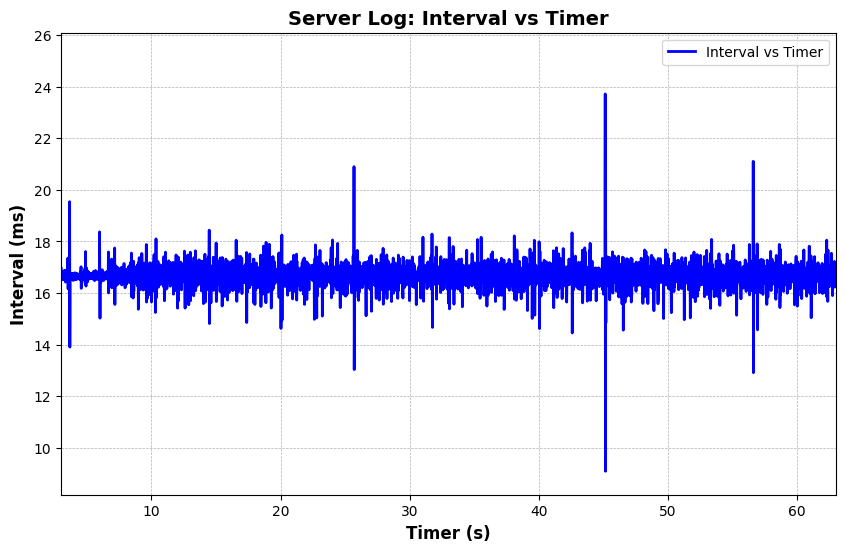 Server Log: Interval vs Timer
Interval vs Timer
26
24
22
20
18
16
14
12
10
Interval (ms)
10 20 30 40 50 60
Timer (s)